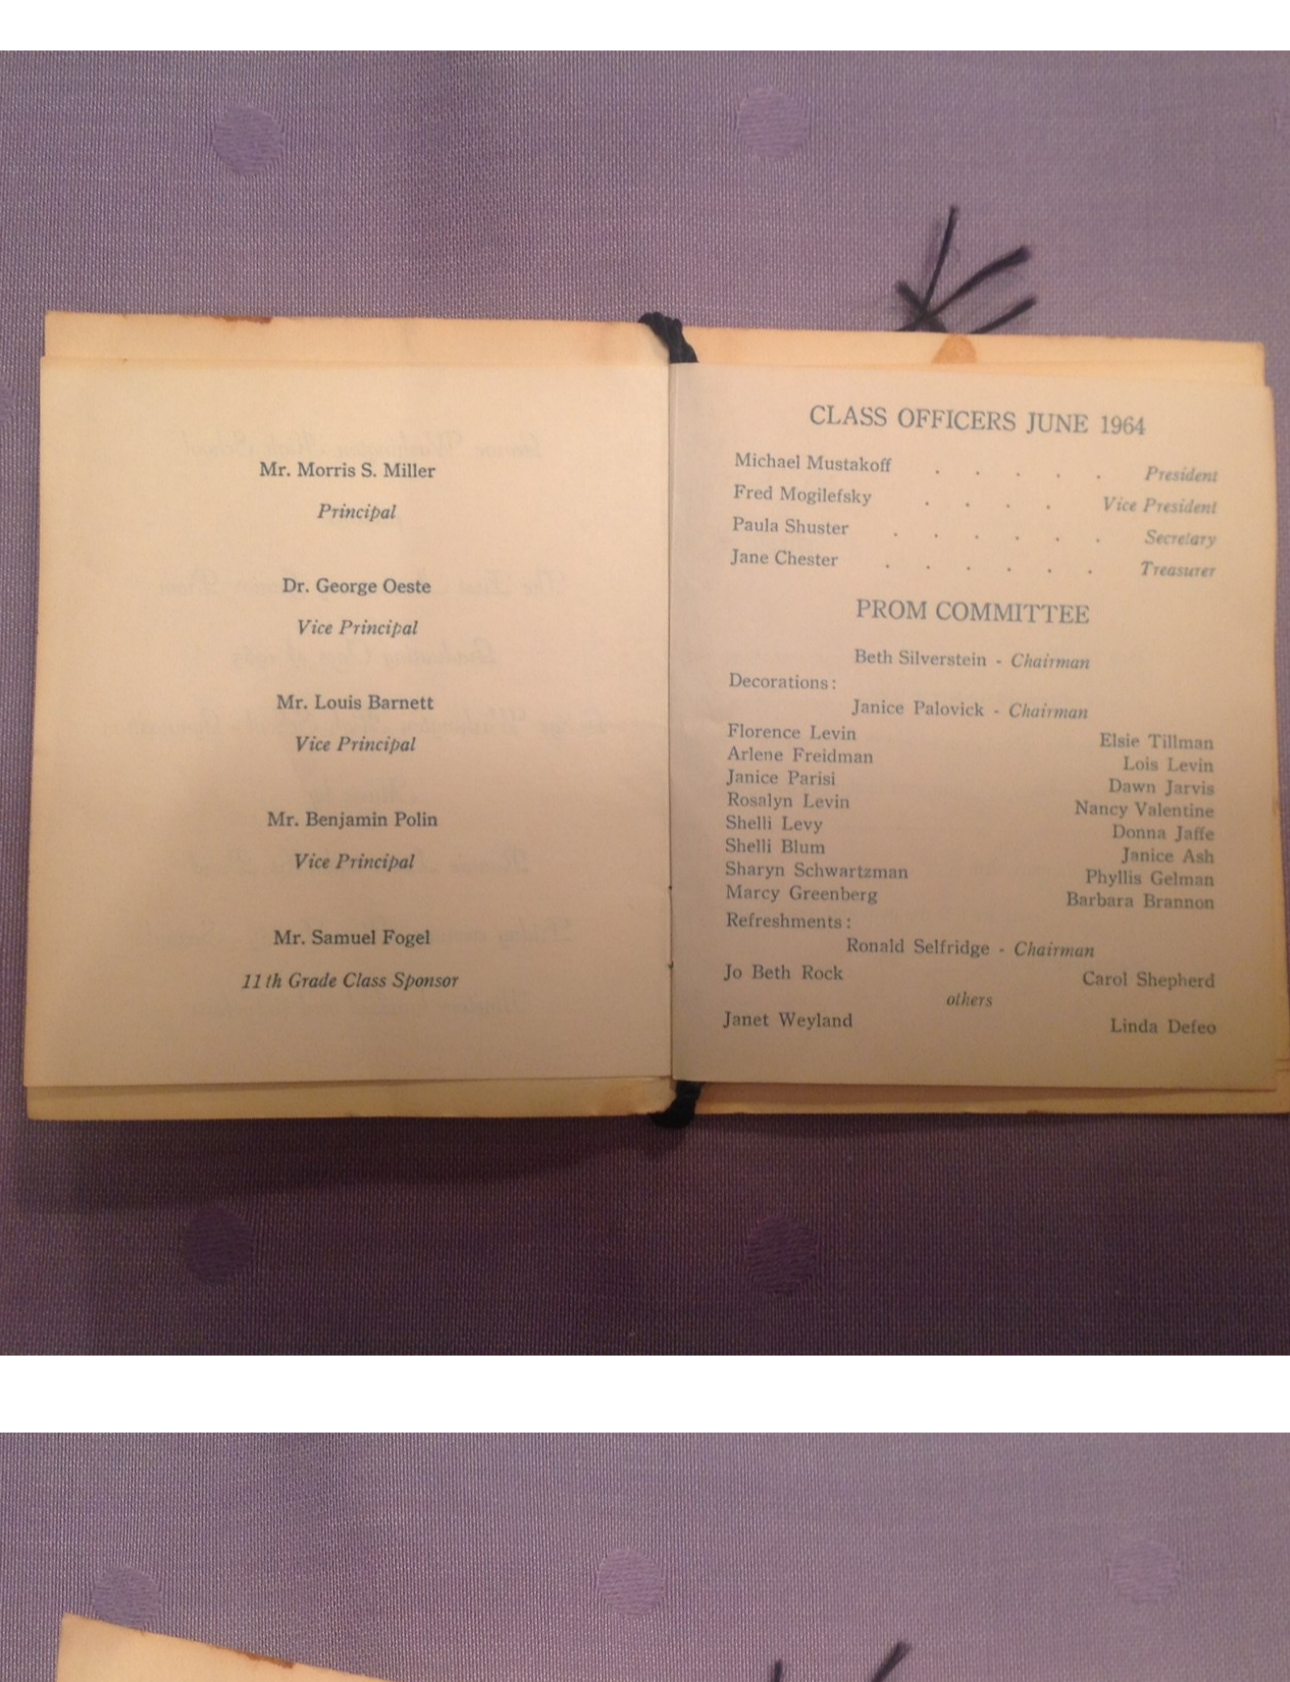 Mr. Morris S. Miller
Principal
Dr. George Oeste
Vice Principal
Mr. Louis Barnett
Vice Principal
Mr. Benjamin Polin
Vice Principal
Mr. Samuel Fogel
11th Grade Class Sponsor
CLASS OFFICERS JUNE 1964
Michael Mustakoff . . . . . President
Fred Mogilefsky . . . . Vice President
Paula Shuster . . . . . . Secretary
Jane Chester . . . . . . Treasurer
PROM COMMITTEE
Beth Silverstein - Chairman
Decorations:
Janice Palovick - Chairman
Florence Levin Elsie Tillman
Arlene Freidman Lois Levin
Janice Parisi Dawn Jarvis
Rosalyn Levin Nancy Valentine
Shelli Levy Donna Jaffe
Shelli Blum Janice Ash
Sharyn Schwartzman Phyllis Gelman
Marcy Greenberg Barbara Brannon
Refreshments:
Ronald Selfridge - Chairman
Jo Beth Rock Carol Shepherd
others
Janet Weyland Linda Defeo